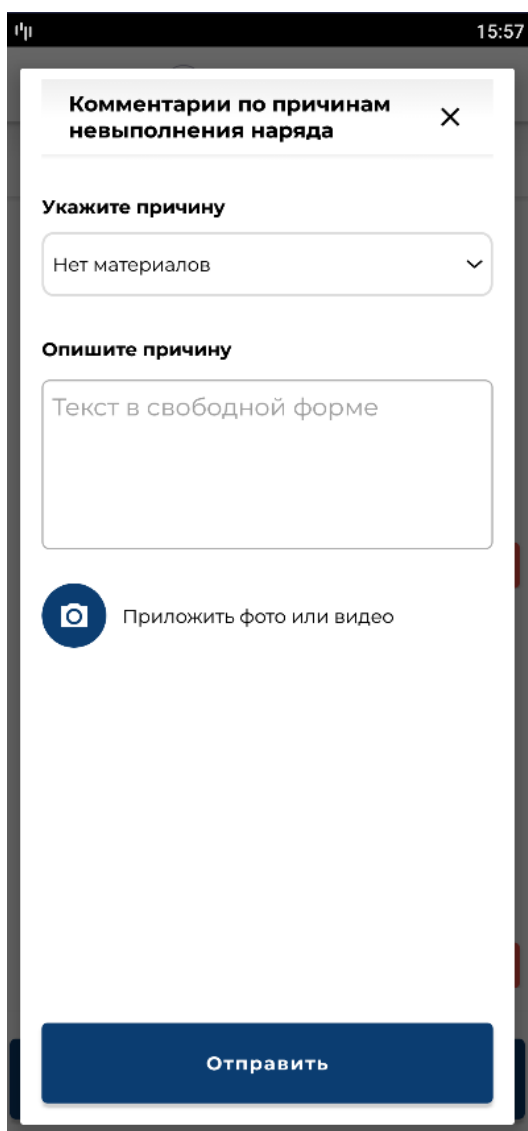 15:57
Комментарии по причинам
невыполнения наряда
Укажите причину
Нет материалов
Опишите причину
Текст в свободной форме
Приложить фото или видео
Отправить